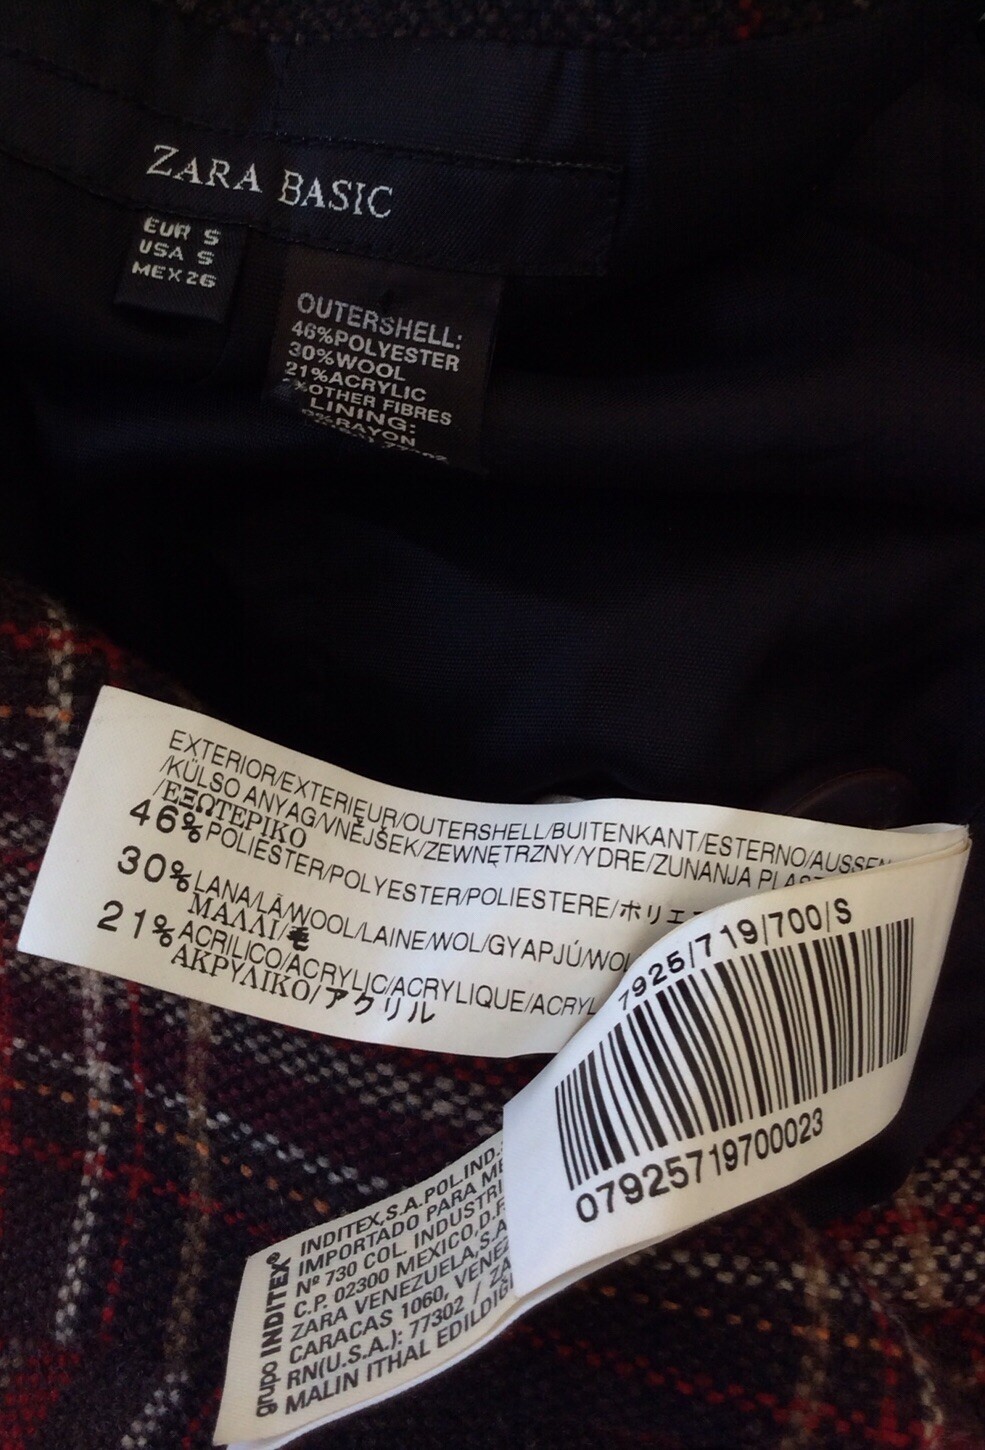 ZARA BASIC
EUR S
USA S
MEX 26
OUTERSHELL:
46%POLYESTER
30%WOOL
21%ACRYLIC
%OTHER FIBRES
LINING:
%RAYON
EXTERIOR/EXTERIEUR/OUTERSHELL/BUITENKANT/ESTERNO/AUSSEN
/KÜLSO ANYAG/VNĚJŠEK/ZEWNĘTRZNY/YDRE/ZUNANJA PLAST
/ΕΞΩΤΕΡΙΚΟ
46%POLIESTER/POLYESTER/POLIESTERE/ポリエ
30%LANA/LÃ/WOOL/LAINE/WOL/GYAPJÚ/WOL
ΜΑΛΛΙ/毛
21%ACRILICO/ACRYLIC/ACRYLIQUE/ACRYL
ΑΚΡΥΛΙΚΟ/アクリル
7925/719/700/S
07925719700023
grupo INDITEX®
INDITEX,S.A.POL.IND.
IMPORTADO PARA ME
Nº 730 COL. INDUSTRI
C.P. 02300 MEXICO,D.F.
ZARA VENEZUELA,S.A
CARACAS 1060, VENEZ
RN(U.S.A.): 77302 / ZA
MALIN ITHAL EDILDIGI